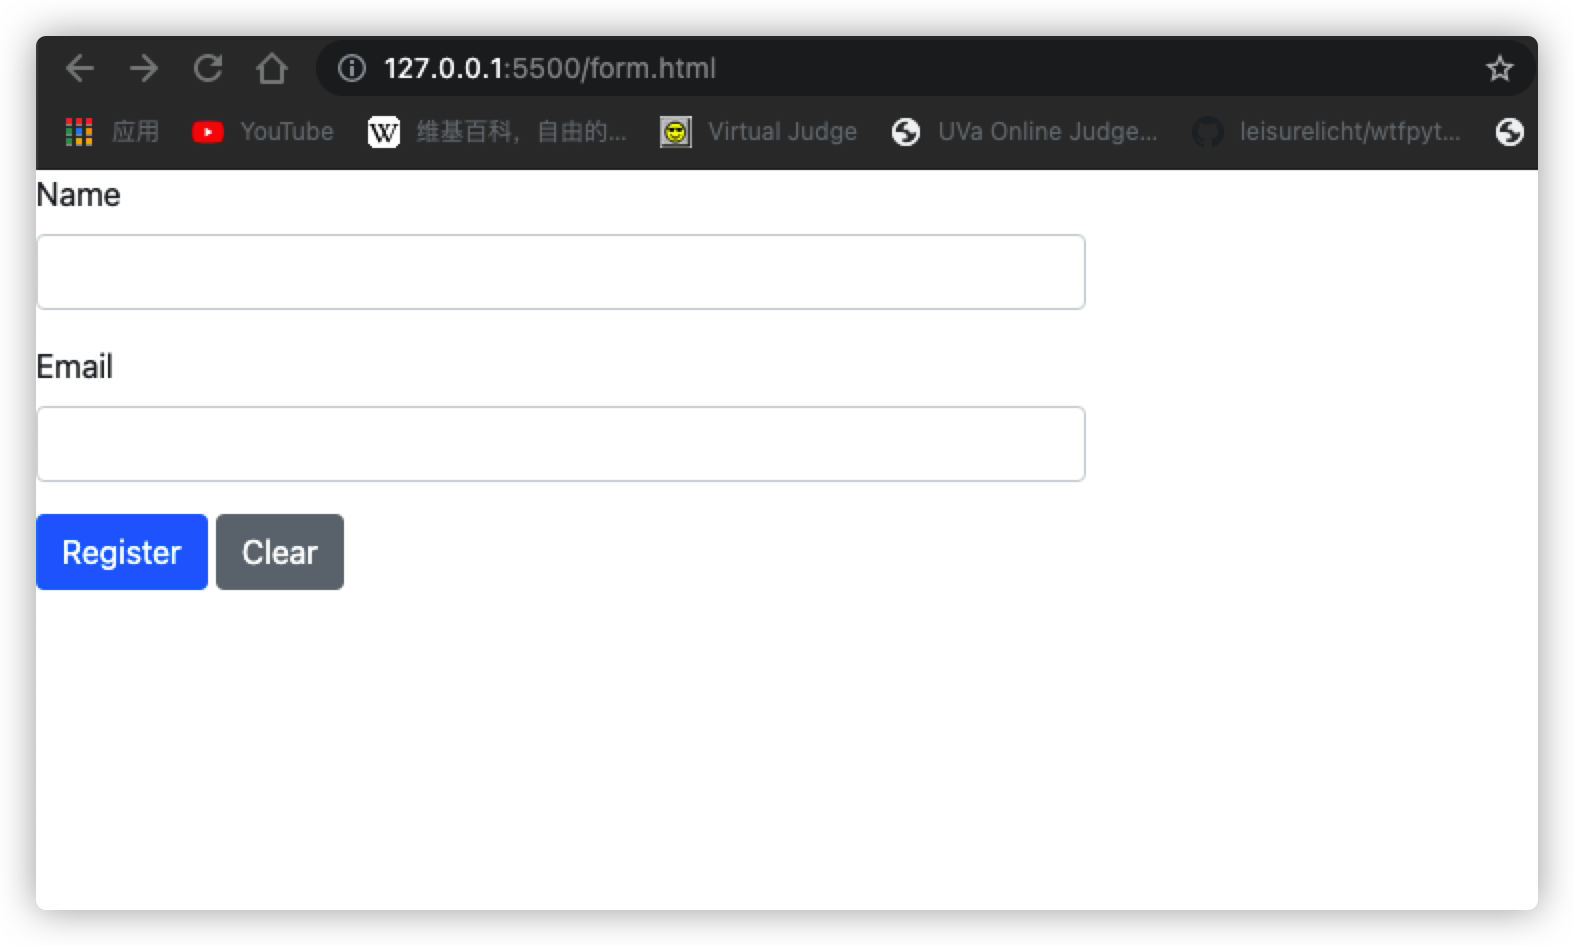 127.0.0.1:5500/form.html
应用 YouTube 维基百科，自由的... Virtual Judge UVa Online Judge... leisurelicht/wtfpyt...
Name
Email
Register Clear